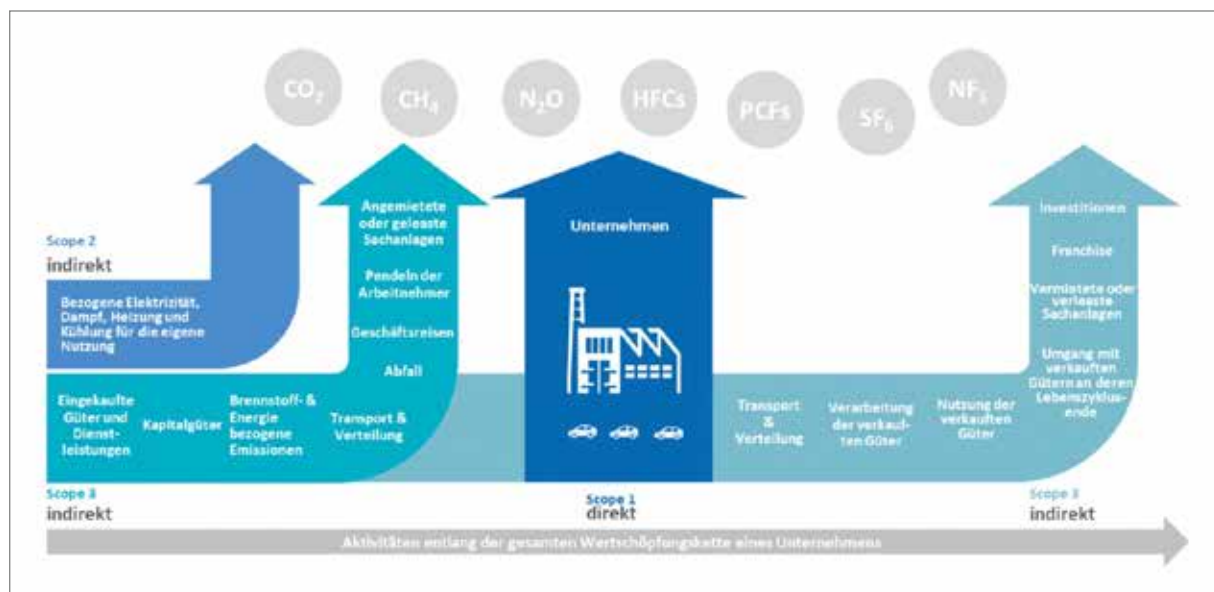 CO₂
CH₄
N₂O
HFCs
PCFs
SF₆
NF₃
Scope 2
indirekt
Bezogene Elektrizität,
Dampf, Heizung und
Kühlung für die eigene
Nutzung
Angemietete
oder geleaste
Sachanlagen
Pendeln der
Arbeitnehmer
Geschäftsreisen
Abfall
Eingekaufte
Güter und
Dienst-
leistungen
Kapitalgüter
Brennstoff- &
Energie
bezogene
Emissionen
Transport &
Verteilung
Scope 3
indirekt
Unternehmen
Scope 1
direkt
Transport
&
Verteilung
Verarbeitung
der verkauf-
ten Güter
Nutzung der
verkauften
Güter
Investitionen
Franchise
Vermietete oder
verleaste
Sachanlagen
Umgang mit
verkauften
Gütern an deren
Lebenszyklus-
ende
Scope 3
indirekt
Aktivitäten entlang der gesamten Wertschöpfungskette eines Unternehmens